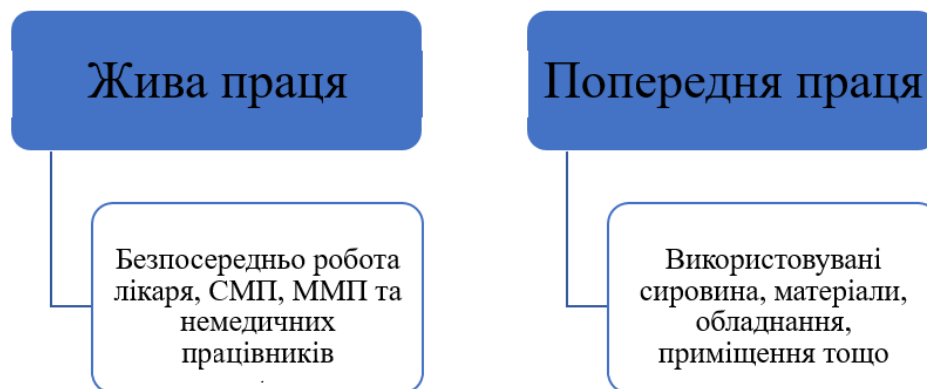 Жива праця
Безпосередньо робота
лікаря, СМП, ММП та
немедичних
працівників
Попередня праця
Використовувані
сировина, матеріали,
обладнання,
приміщення тощо